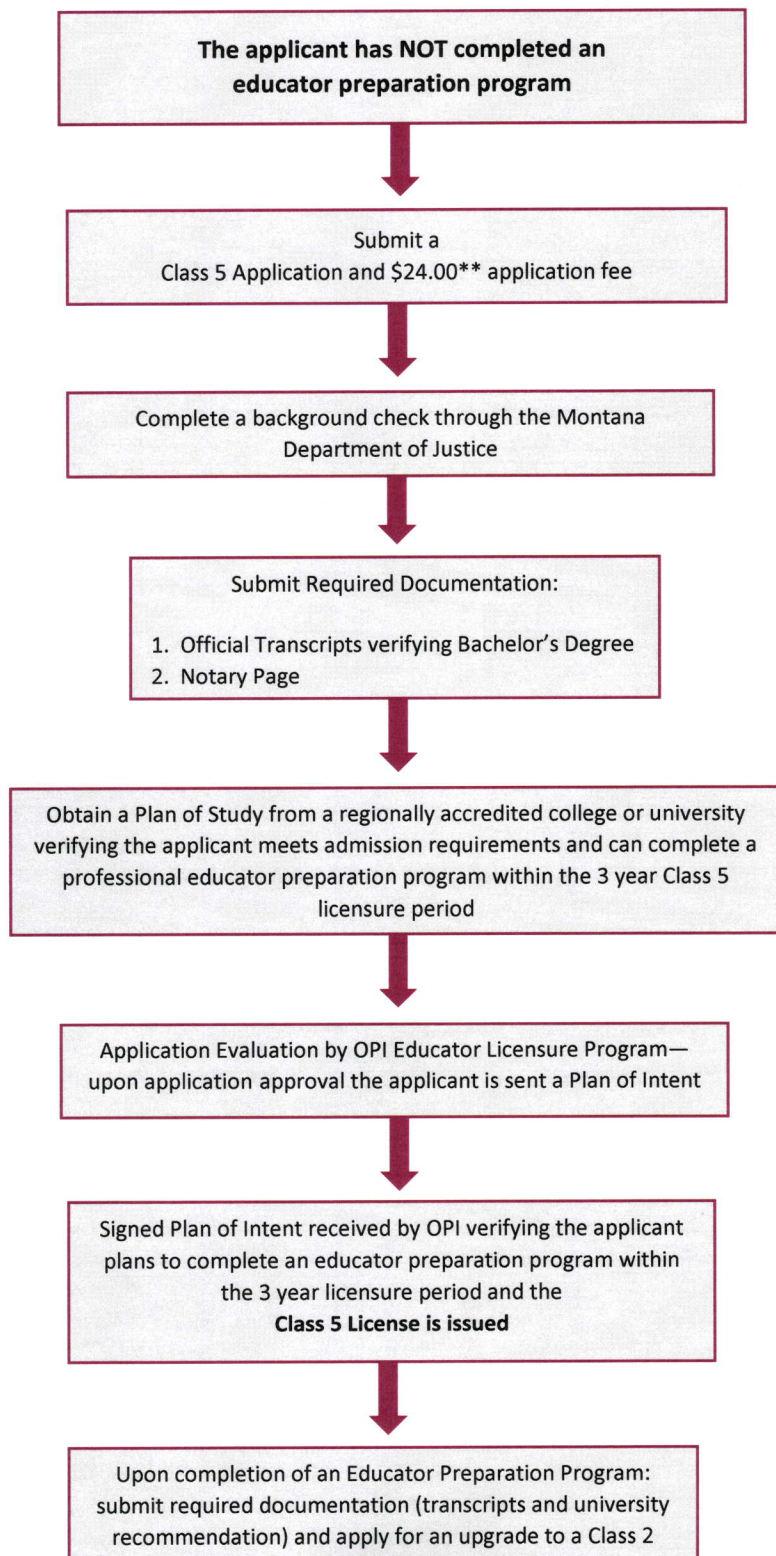 The applicant has NOT completed an
educator preparation program
Submit a
Class 5 Application and $24.00** application fee
Complete a background check through the Montana
Department of Justice
Submit Required Documentation:
1. Official Transcripts verifying Bachelor’s Degree
2. Notary Page
Obtain a Plan of Study from a regionally accredited college or university
verifying the applicant meets admission requirements and can complete a
professional educator preparation program within the 3 year Class 5
licensure period
Application Evaluation by OPI Educator Licensure Program—
upon application approval the applicant is sent a Plan of Intent
Signed Plan of Intent received by OPI verifying the applicant
plans to complete an educator preparation program within
the 3 year licensure period and the
Class 5 License is issued
Upon completion of an Educator Preparation Program:
submit required documentation (transcripts and university
recommendation) and apply for an upgrade to a Class 2